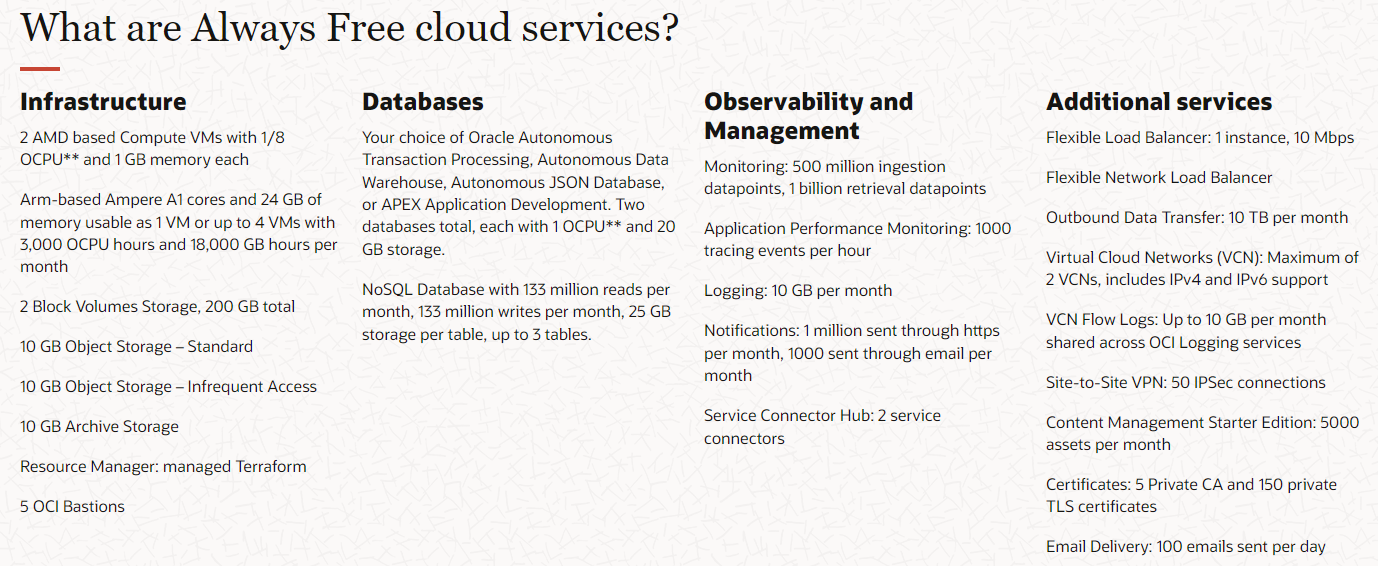 What are Always Free cloud services?
Infrastructure
2 AMD based Compute VMs with 1/8
OCPU** and 1 GB memory each
Arm-based Ampere A1 cores and 24 GB of
memory usable as 1 VM or up to 4 VMs with
3,000 OCPU hours and 18,000 GB hours per
month
2 Block Volumes Storage, 200 GB total
10 GB Object Storage – Standard
10 GB Object Storage – Infrequent Access
10 GB Archive Storage
Resource Manager: managed Terraform
5 OCI Bastions
Databases
Your choice of Oracle Autonomous
Transaction Processing, Autonomous Data
Warehouse, Autonomous JSON Database,
or APEX Application Development. Two
databases total, each with 1 OCPU** and 20
GB storage.
NoSQL Database with 133 million reads per
month, 133 million writes per month, 25 GB
storage per table, up to 3 tables.
Observability and
Management
Monitoring: 500 million ingestion
datapoints, 1 billion retrieval datapoints
Application Performance Monitoring: 1000
tracing events per hour
Logging: 10 GB per month
Notifications: 1 million sent through https
per month, 1000 sent through email per
month
Service Connector Hub: 2 service
connectors
Additional services
Flexible Load Balancer: 1 instance, 10 Mbps
Flexible Network Load Balancer
Outbound Data Transfer: 10 TB per month
Virtual Cloud Networks (VCN): Maximum of
2 VCNs, includes IPv4 and IPv6 support
VCN Flow Logs: Up to 10 GB per month
shared across OCI Logging services
Site-to-Site VPN: 50 IPSec connections
Content Management Starter Edition: 5000
assets per month
Certificates: 5 Private CA and 150 private
TLS certificates
Email Delivery: 100 emails sent per day